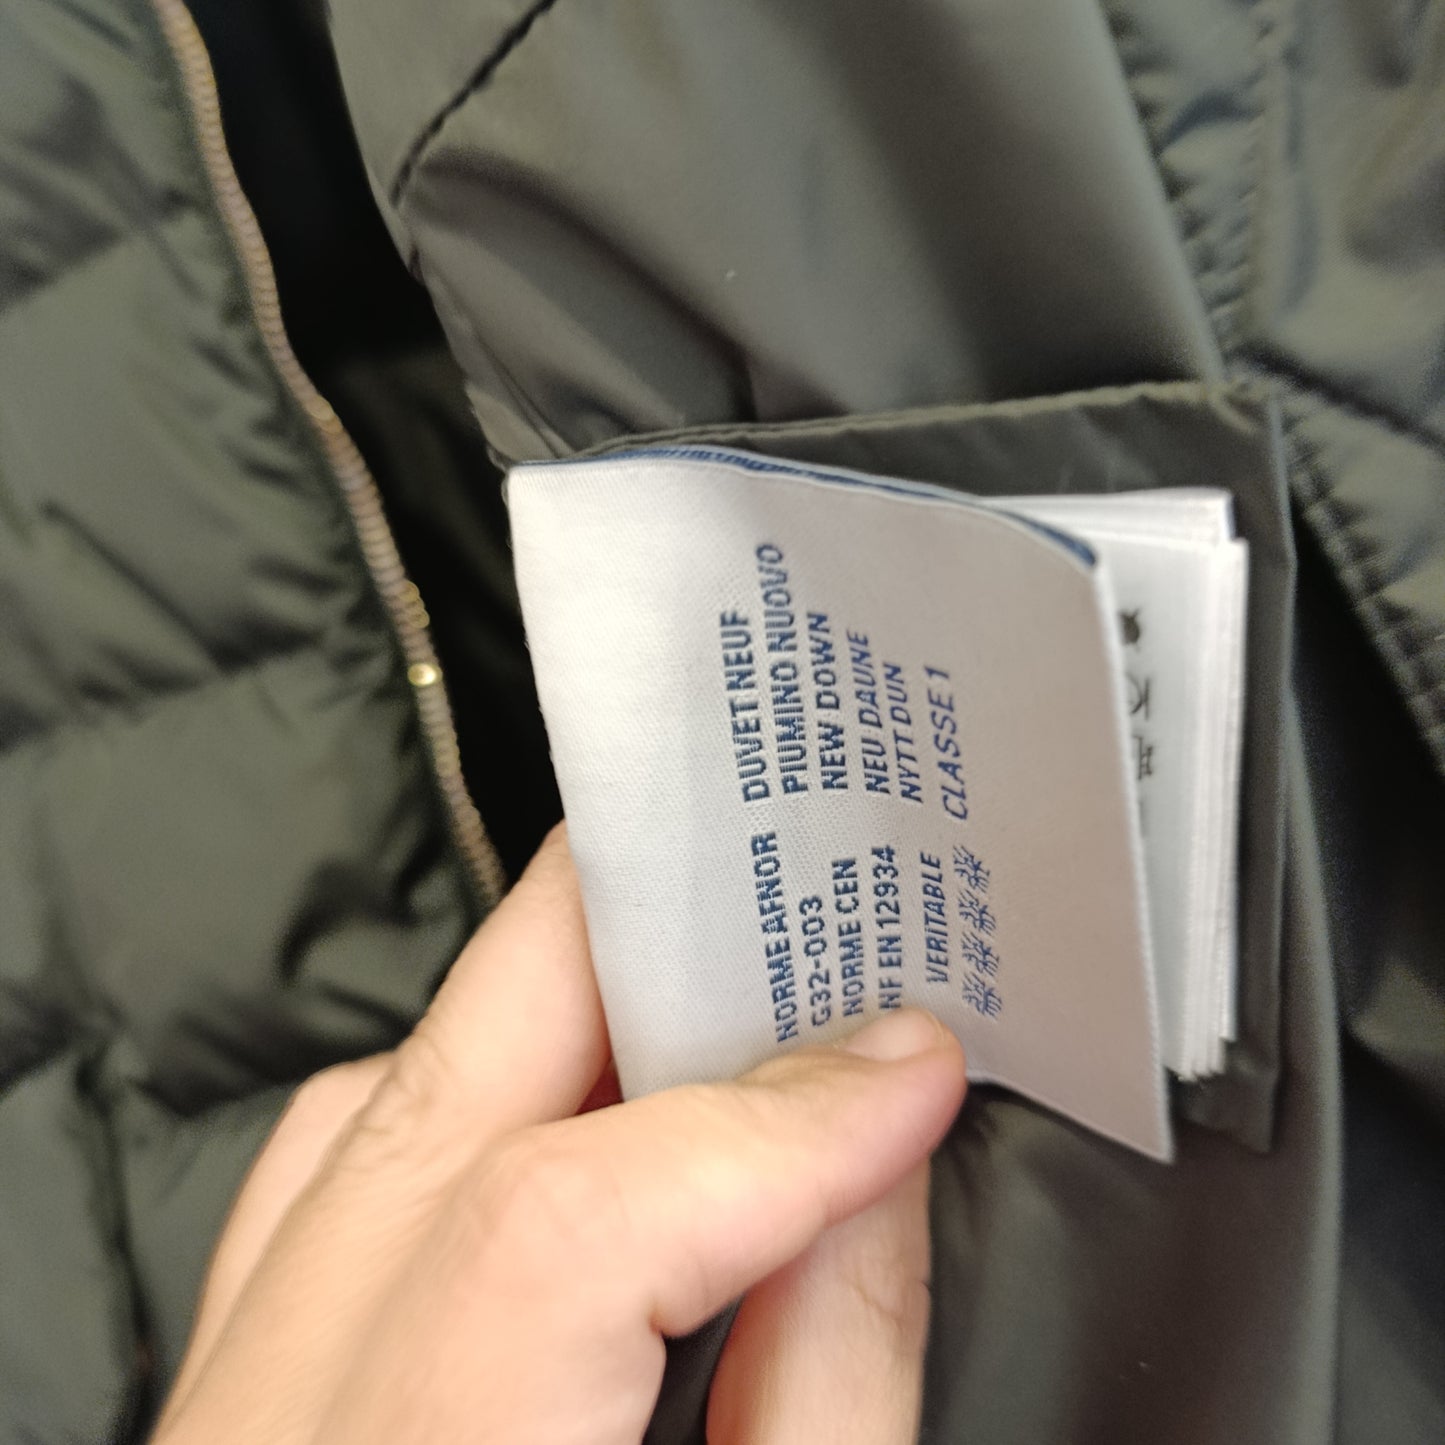 NORME AFNOR DUVET NEUF
G32-003 PIUMINO NUOVO
NORME CEN NEW DOWN
NF EN 12934 NEU DAUNE
NYTT DUN
VERITABLE CLASSE 1